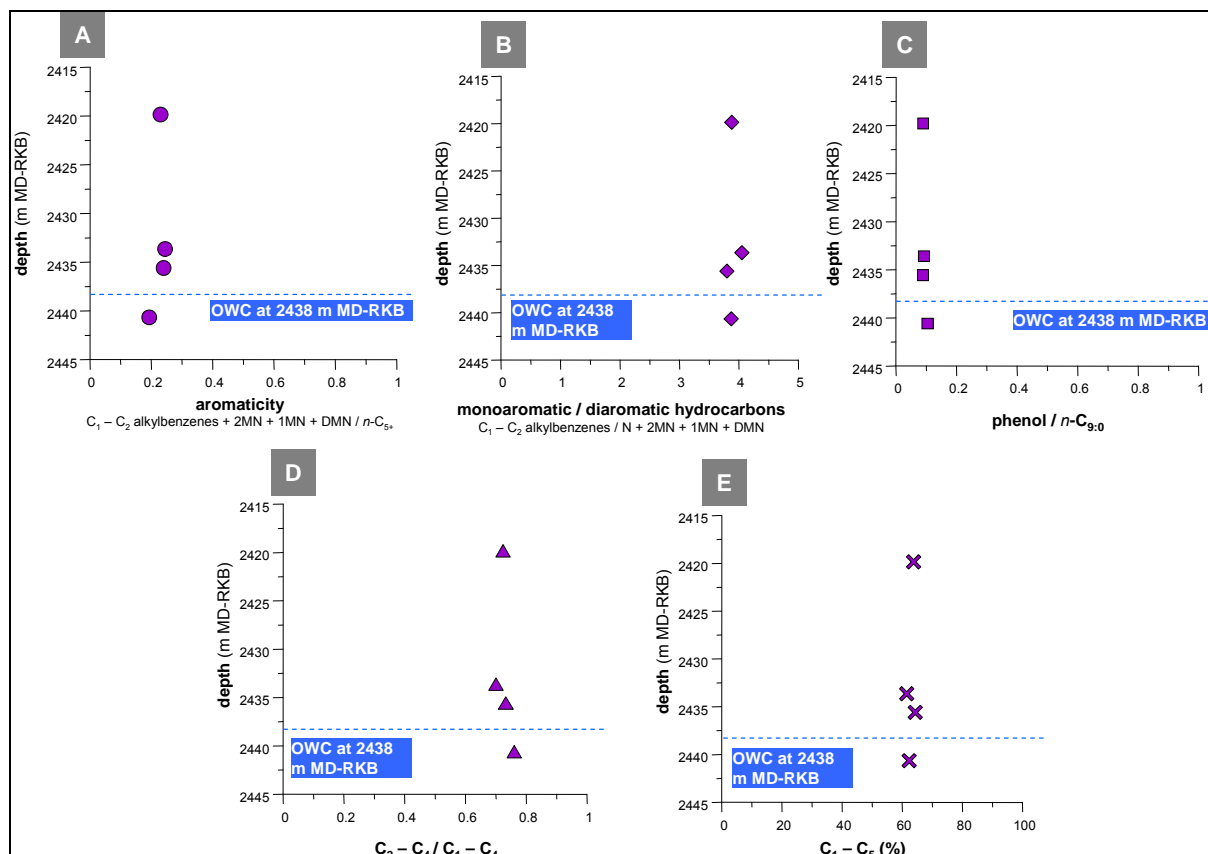 A
2415
2420
2425
2430
2435
2440
2445
depth (m MD-RKB)
OWC at 2438 m MD-RKB
0 0.2 0.4 0.6 0.8 1
aromaticity
C₁ – C₂ alkylbenzenes + 2MN + 1MN + DMN / n-C₅₊
B
2415
2420
2425
2430
2435
2440
2445
depth (m MD-RKB)
OWC at 2438
m MD-RKB
0 1 2 3 4 5
monoaromatic / diaromatic hydrocarbons
C₁ – C₂ alkylbenzenes / N + 2MN + 1MN + DMN
C
2415
2420
2425
2430
2435
2440
2445
depth (m MD-RKB)
OWC at 2438 m MD-RKB
0 0.2 0.4 0.6 0.8 1
phenol / n-C₉:₀
D
2415
2420
2425
2430
2435
2440
2445
depth (m MD-RKB)
OWC at 2438
m MD-RKB
0 0.2 0.4 0.6 0.8 1
E
2415
2420
2425
2430
2435
2440
2445
depth (m MD-RKB)
OWC at 2438
m MD-RKB
0 20 40 60 80 100
C₁ – C₅ (%)